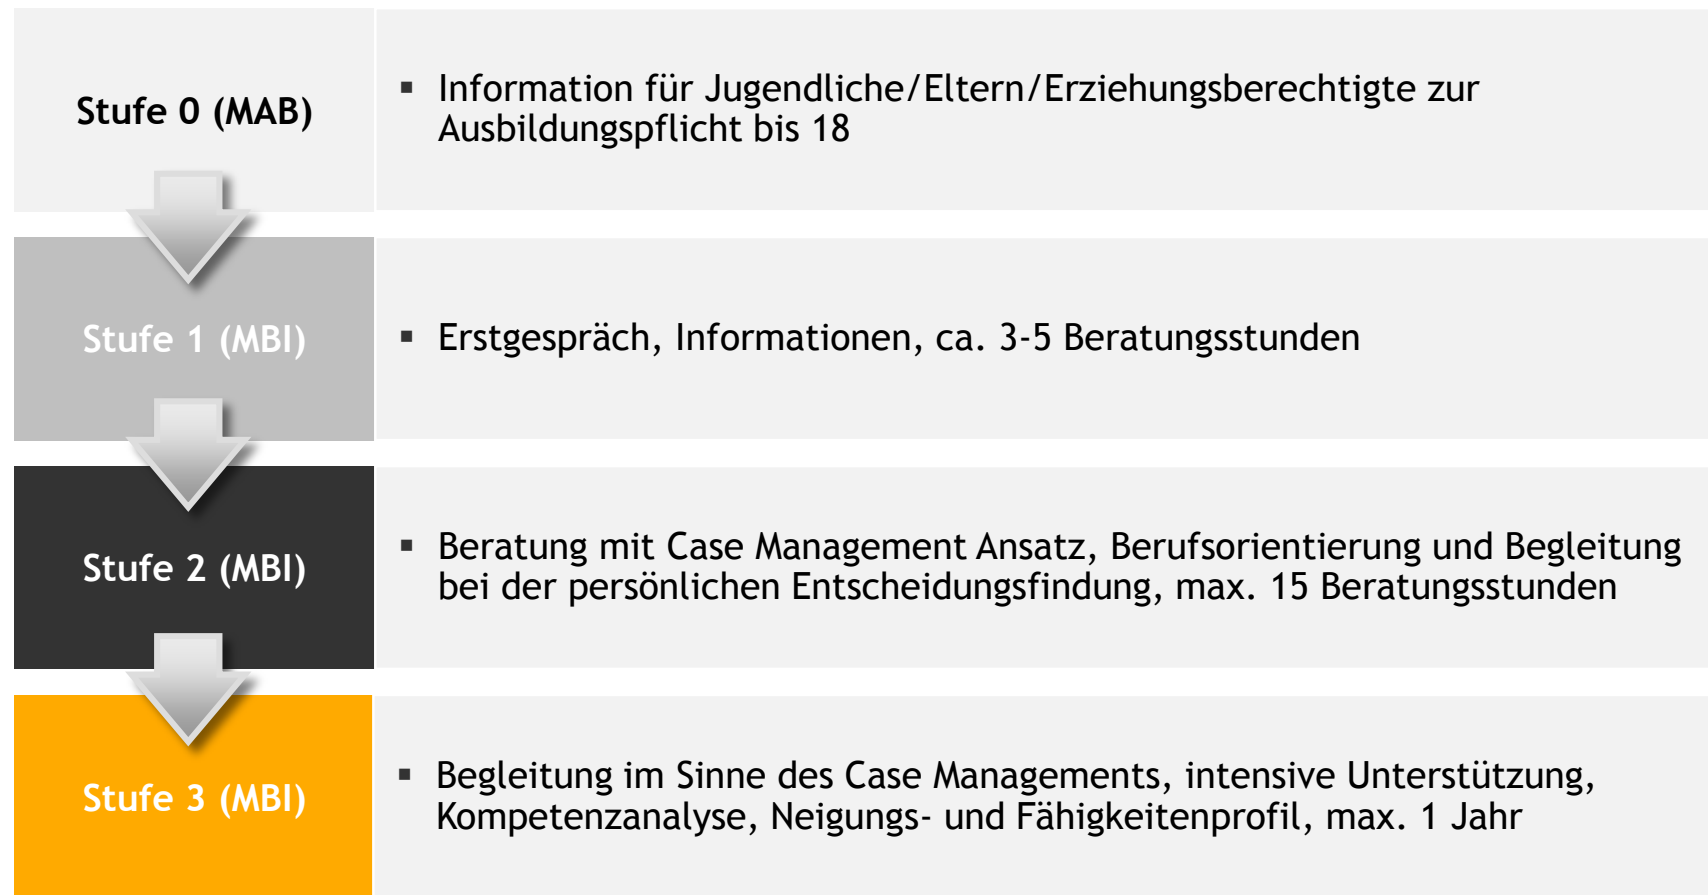 Stufe 0 (MAB)
▪ Information für Jugendliche/Eltern/Erziehungsberechtigte zur
Ausbildungspflicht bis 18
Stufe 1 (MBI)
▪ Erstgespräch, Informationen, ca. 3-5 Beratungsstunden
Stufe 2 (MBI)
▪ Beratung mit Case Management Ansatz, Berufsorientierung und Begleitung
bei der persönlichen Entscheidungsfindung, max. 15 Beratungsstunden
Stufe 3 (MBI)
▪ Begleitung im Sinne des Case Managements, intensive Unterstützung,
Kompetenzanalyse, Neigungs- und Fähigkeitenprofil, max. 1 Jahr